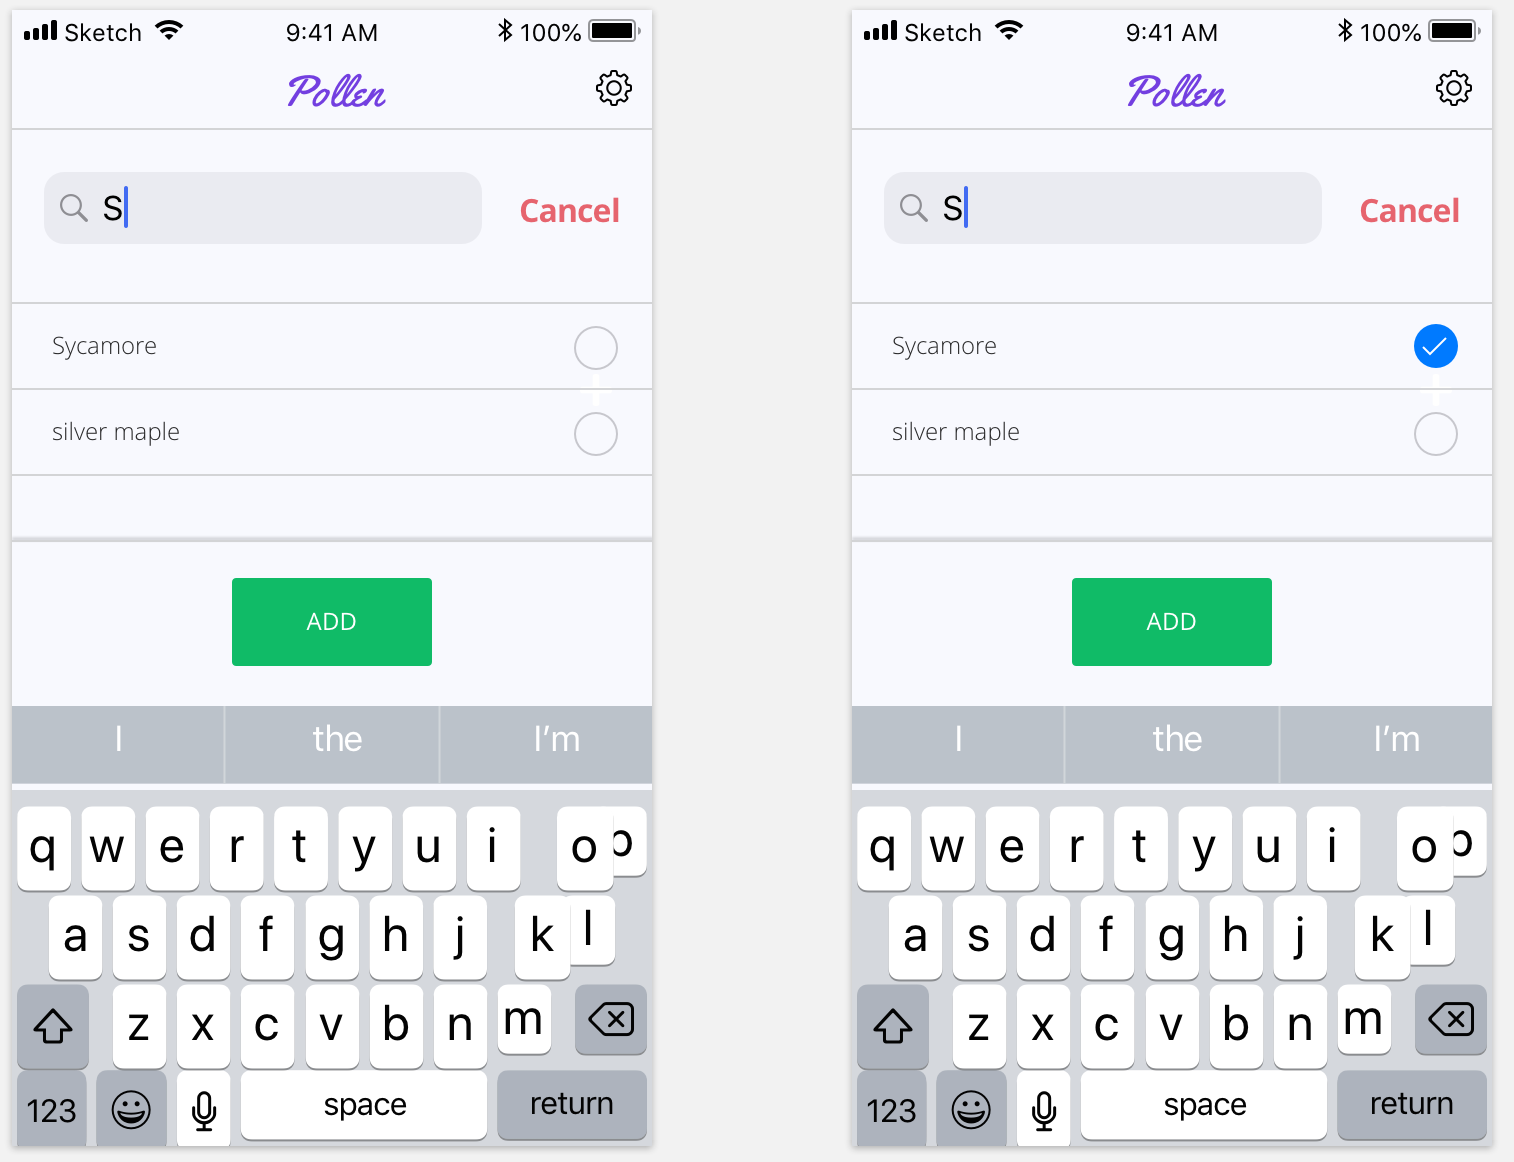 Sketch 9:41 AM 100%
Pollen
S Cancel
Sycamore
silver maple
ADD
I the I’m
q w e r t y u i o p
a s d f g h j k l
z x c v b n m
123 space return
Sketch 9:41 AM 100%
Pollen
S Cancel
Sycamore
silver maple
ADD
I the I’m
q w e r t y u i o p
a s d f g h j k l
z x c v b n m
123 space return